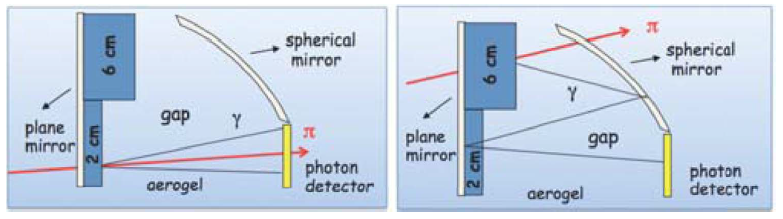 6 cm
spherical
mirror
gap
γ
plane
mirror
2 cm
π
photon
detector
aerogel
π
6 cm
spherical
mirror
γ
plane
mirror
gap
2 cm
photon
detector
aerogel